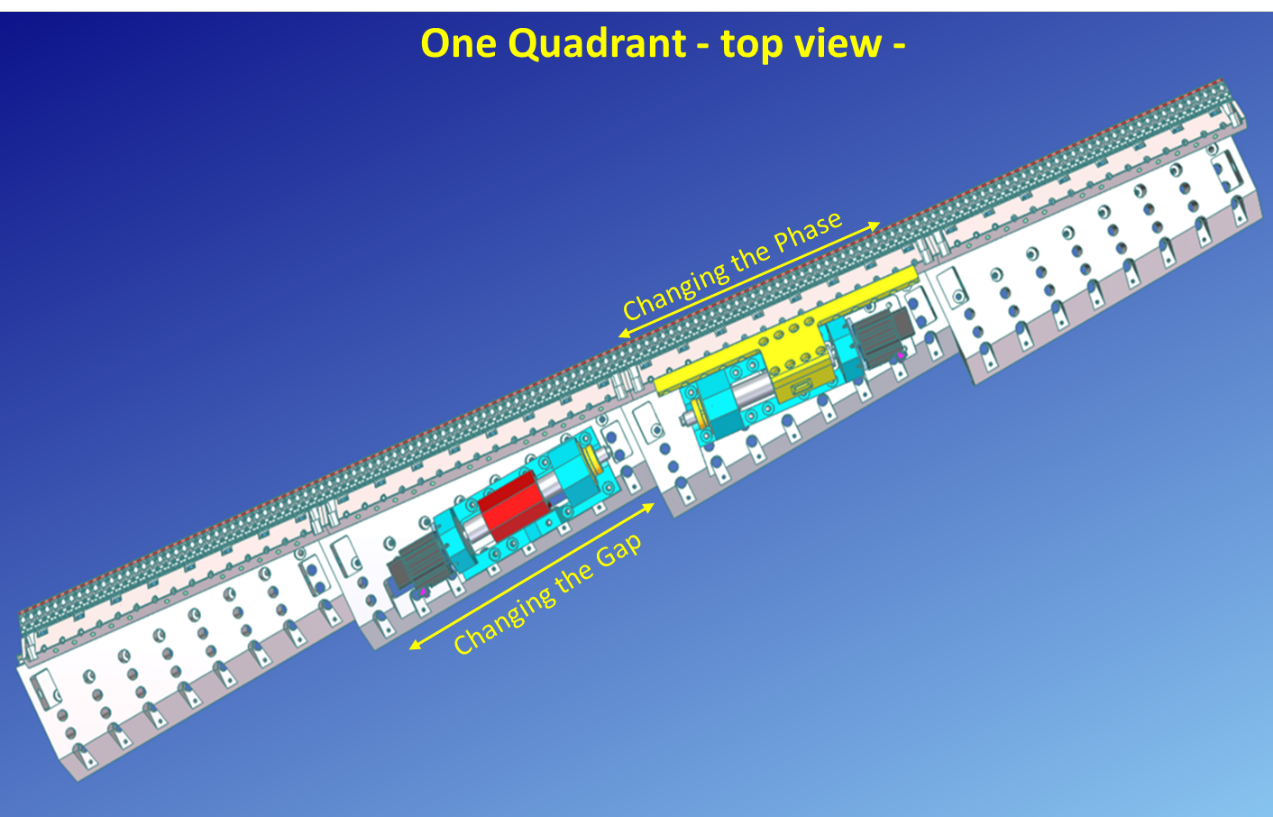 One Quadrant - top view -
Changing the Phase
Changing the Gap